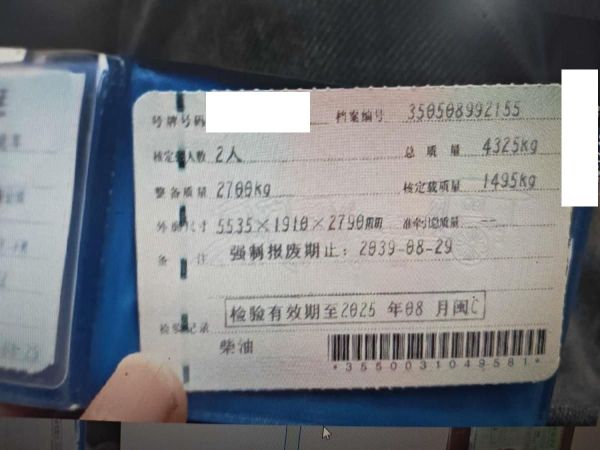 号牌号码 档案编号 350508992155
核定载人数 2人 总质量 4325kg
整备质量 2700kg 核定载质量 1495kg
外廓尺寸 5535×1910×2790mm 准牵引总质量 --
备注 强制报废期止：2039-08-29
检验有效期至2025年08月闽C
检验记录
柴油
*3550031049581*